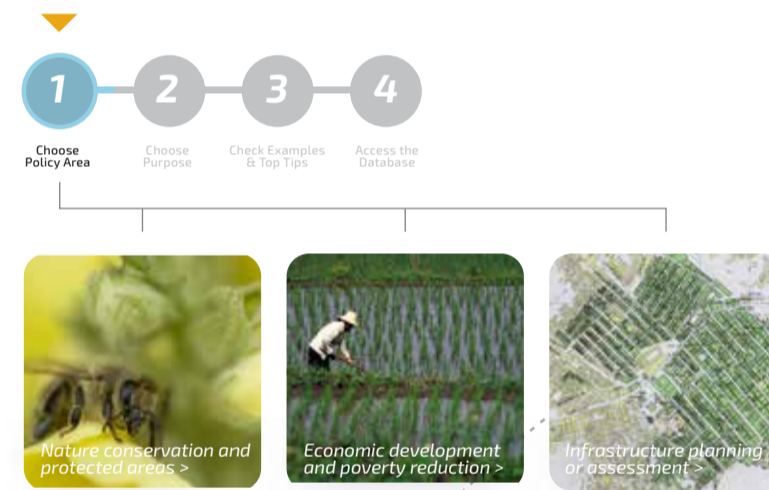 1
2
3
4
Choose
Policy Area
Choose
Purpose
Check Examples
& Top Tips
Access the
Database
Nature conservation and
protected areas >
Economic development
and poverty reduction >
Infrastructure planning
or assessment >